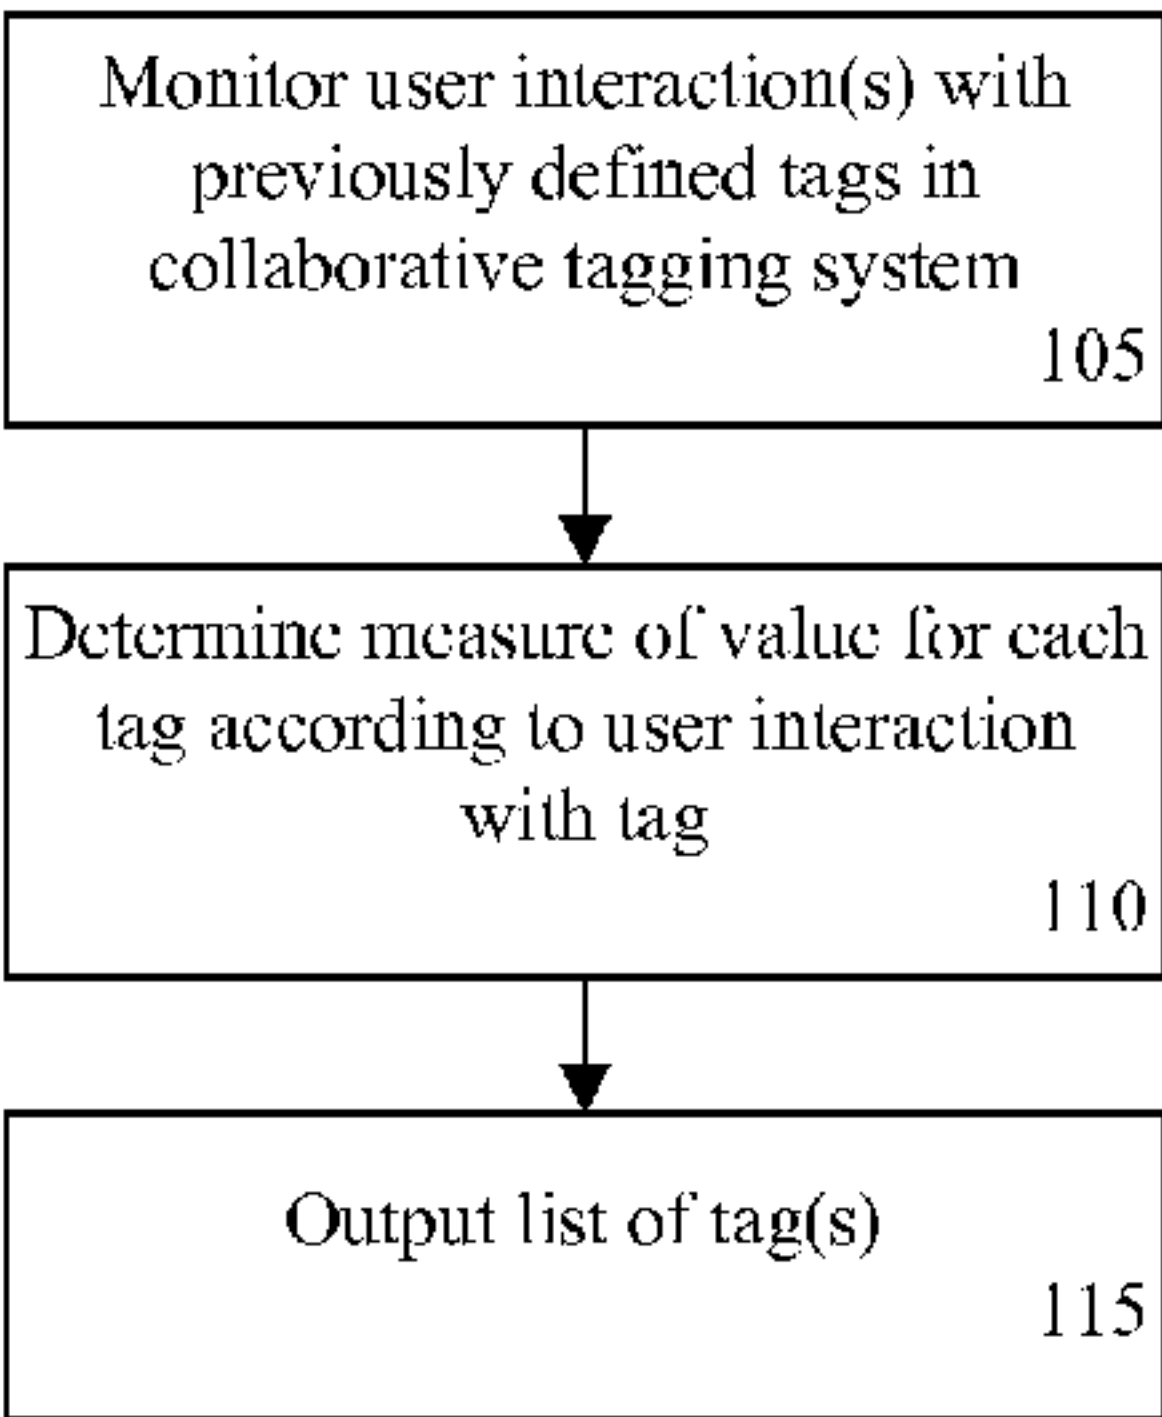 Monitor user interaction(s) with
previously defined tags in
collaborative tagging system
105
Determine measure of value for each
tag according to user interaction
with tag
110
Output list of tag(s)
115